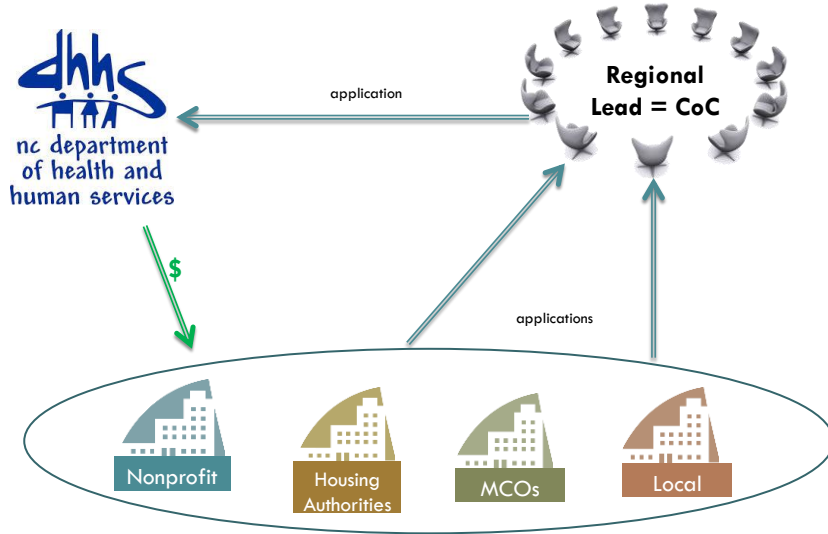 dhhs
nc department
of health and
human services
application
Regional
Lead = CoC
$
applications
Nonprofit
Housing
Authorities
MCOs
Local